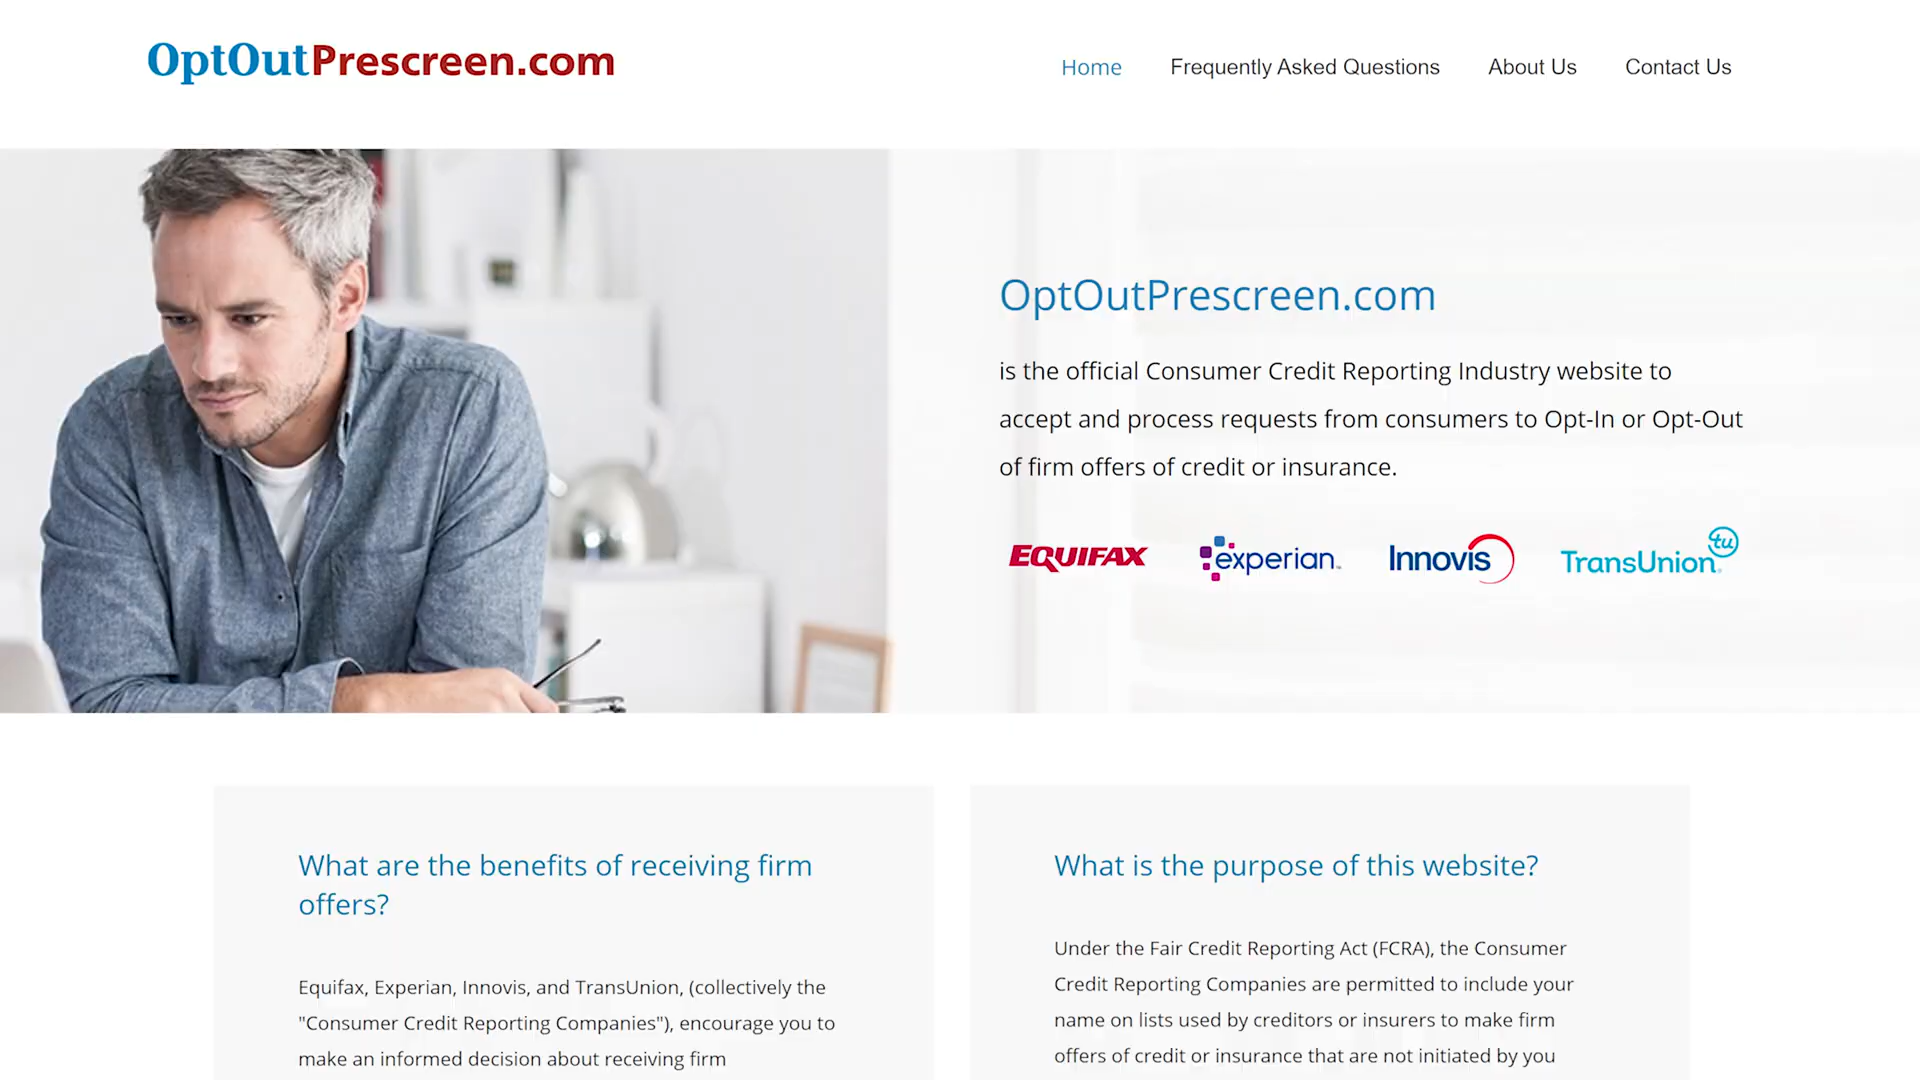 OptOutPrescreen.com
Home
Frequently Asked Questions
About Us
Contact Us
OptOutPrescreen.com
is the official Consumer Credit Reporting Industry website to
accept and process requests from consumers to Opt-In or Opt-Out
of firm offers of credit or insurance.
EQUIFAX
experian
Innovis
TransUnion tu
What are the benefits of receiving firm
offers?
Equifax, Experian, Innovis, and TransUnion, (collectively the
"Consumer Credit Reporting Companies"), encourage you to
make an informed decision about receiving firm
What is the purpose of this website?
Under the Fair Credit Reporting Act (FCRA), the Consumer
Credit Reporting Companies are permitted to include your
name on lists used by creditors or insurers to make firm
offers of credit or insurance that are not initiated by you